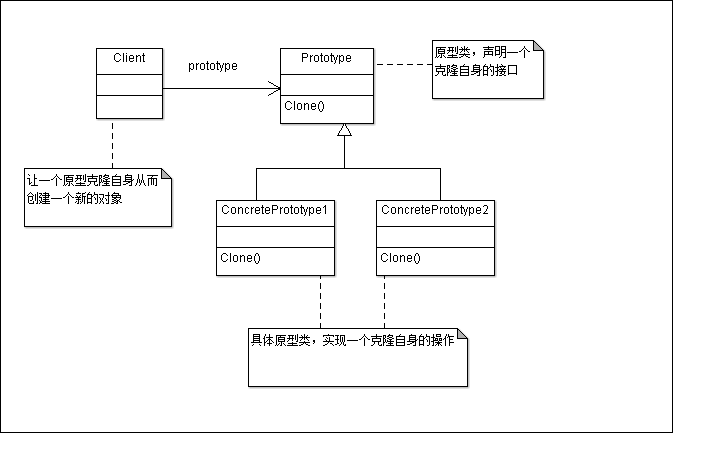 Client
prototype
Prototype
Clone()
原型类，声明一个
克隆自身的接口
让一个原型克隆自身从而
创建一个新的对象
ConcretePrototype1
Clone()
ConcretePrototype2
Clone()
具体原型类，实现一个克隆自身的操作